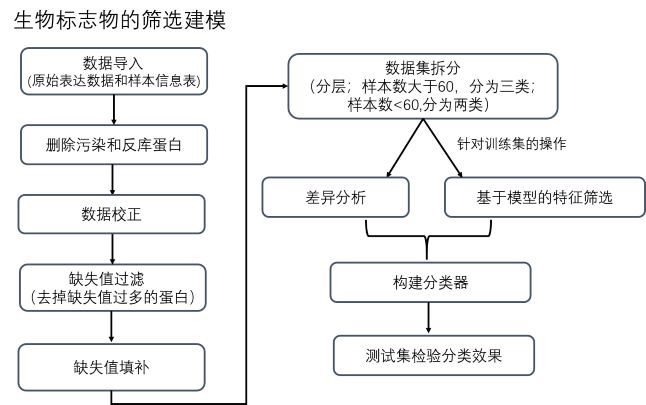 生物标志物的筛选建模
数据导入
(原始表达数据和样本信息表)
删除污染和反库蛋白
数据校正
缺失值过滤
（去掉缺失值过多的蛋白）
缺失值填补
数据集拆分
（分层；样本数大于60，分为三类；
样本数<60,分为两类）
针对训练集的操作
差异分析
基于模型的特征筛选
构建分类器
测试集检验分类效果